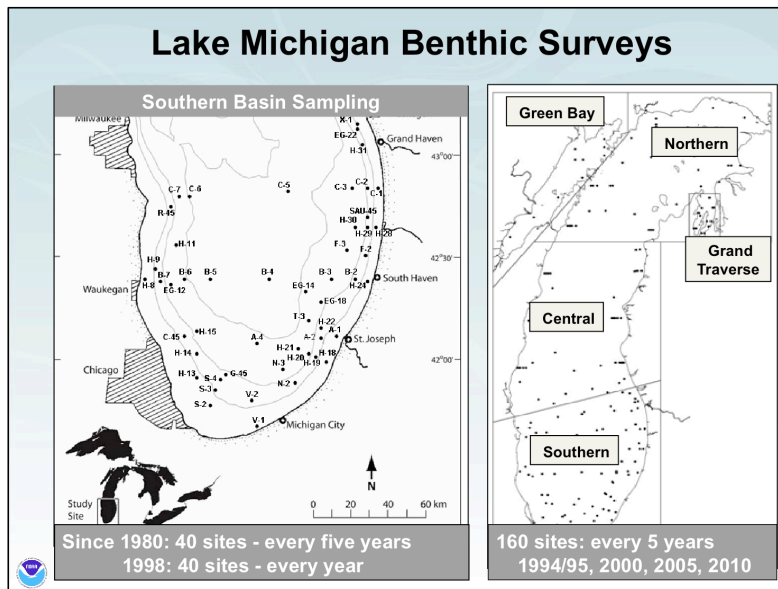 Lake Michigan Benthic Surveys
Southern Basin Sampling
Milwaukee
X-1
EG-22
H-31
Grand Haven
43°00'
C-7
C-6
C-5
C-3
C-2
C-1
R-45
SAU-45
H-30
H-29
H-28
H-11
F-3
F-2
42°30'
H-9
B-7
B-6
B-5
B-4
B-3
B-2
South Haven
Waukegan
H-8
EG-12
EG-14
H-24
EG-18
T-3
H-22
A-1
C-45
H-15
A-4
A-2
St. Joseph
H-21
H-14
H-20
H-18
H-19
42°00'
Chicago
N-3
H-13
S-4
G-45
S-3
N-2
S-2
V-2
V-1
Michigan City
N
0 20 40 60 km
Study
Site
Since 1980: 40 sites - every five years
1998: 40 sites - every year
Green Bay
Northern
Grand
Traverse
Central
Southern
160 sites: every 5 years
1994/95, 2000, 2005, 2010
noaa